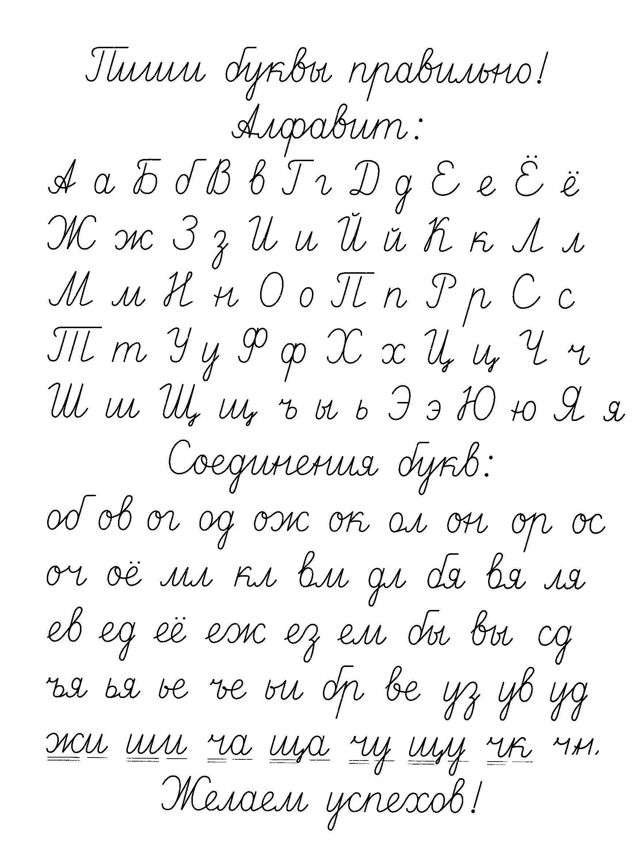 Пиши буквы правильно!
Алфавит:
А а Б б В в Г г Д д Е е Ё ё
Ж ж З з И и Й й К к Л л
М м Н н О о П п Р р С с
Т т У у Ф ф Х х Ц ц Ч ч
Ш ш Щ щ ъ ы ь Э э Ю ю Я я
Соединения букв:
об ов ог од ож ок ол он ор ос
оч оё мл кл вм дл бя вя ля
ев ед её еж ез ем бы вы сд
ъя ья ье ъе ьи бр ве уз ув уд
жи ши ча ща чу щу чк чн.
Желаем успехов!